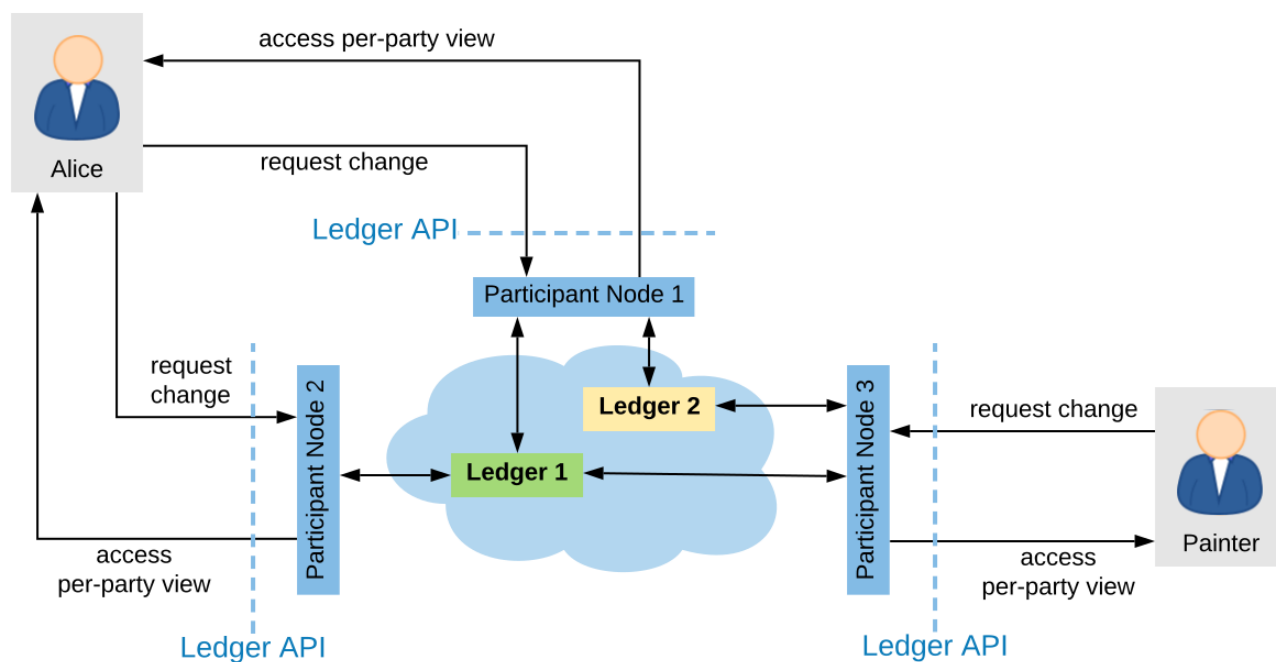 access per-party view
Alice
request change
Ledger API
Participant Node 1
request
change
Participant Node 2
Ledger 2
Ledger 1
Participant Node 3
request change
Painter
access
per-party view
access
per-party view
Ledger API
Ledger API